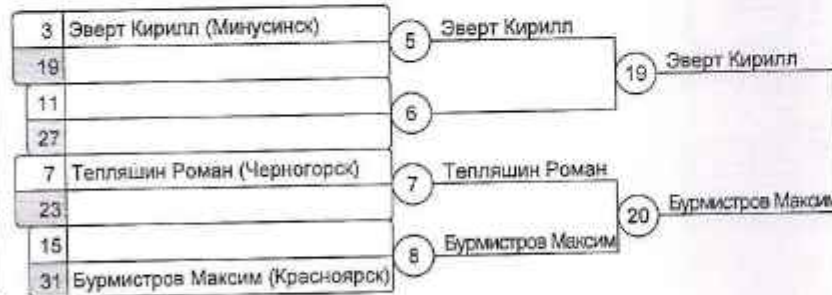 3 Эверт Кирилл (Минусинск)
19
11
27
7 Тепляшин Роман (Черногорск)
23
15
31 Бурмистров Максим (Красноярск)
5 Эверт Кирилл
6
7 Тепляшин Роман
8 Бурмистров Максим
19 Эверт Кирилл
20 Бурмистров Максим